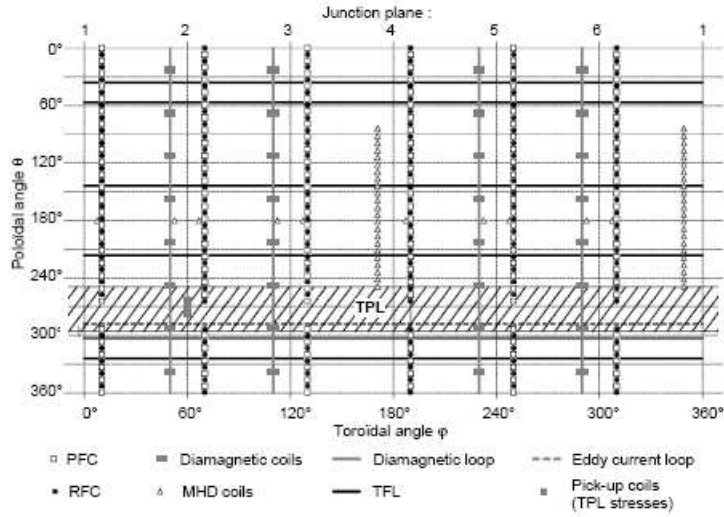 Junction plane :
1 2 3 4 5 6 1
0°
60°
120°
180°
240°
300°
360°
Poloïdal angle θ
TPL
0° 60° 120° 180° 240° 300° 360°
Toroïdal angle φ
PFC Diamagnetic coils Diamagnetic loop Eddy current loop
RFC MHD coils TFL Pick-up coils
(TPL stresses)